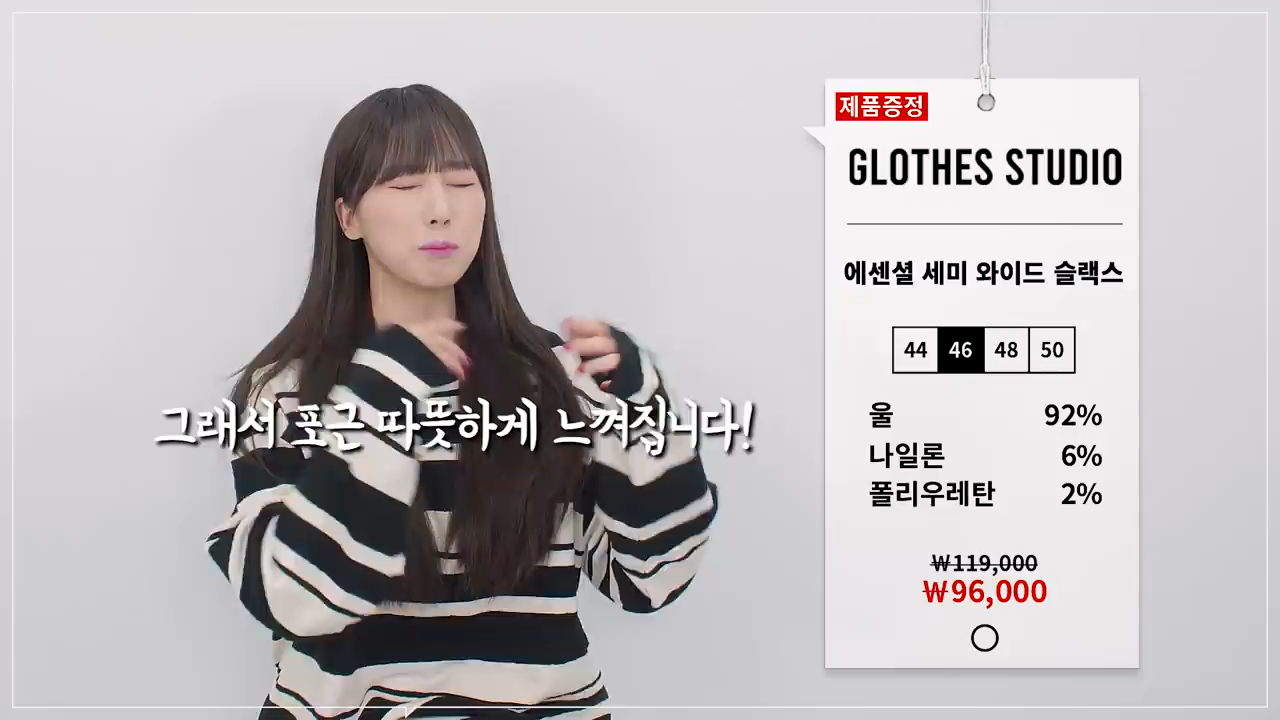 제품증정
GLOTHES STUDIO
에센셜 세미 와이드 슬랙스
44 46 48 50
울 92%
나일론 6%
폴리우레탄 2%
₩119,000
₩96,000
그래서 포근 따뜻하게 느껴집니다!